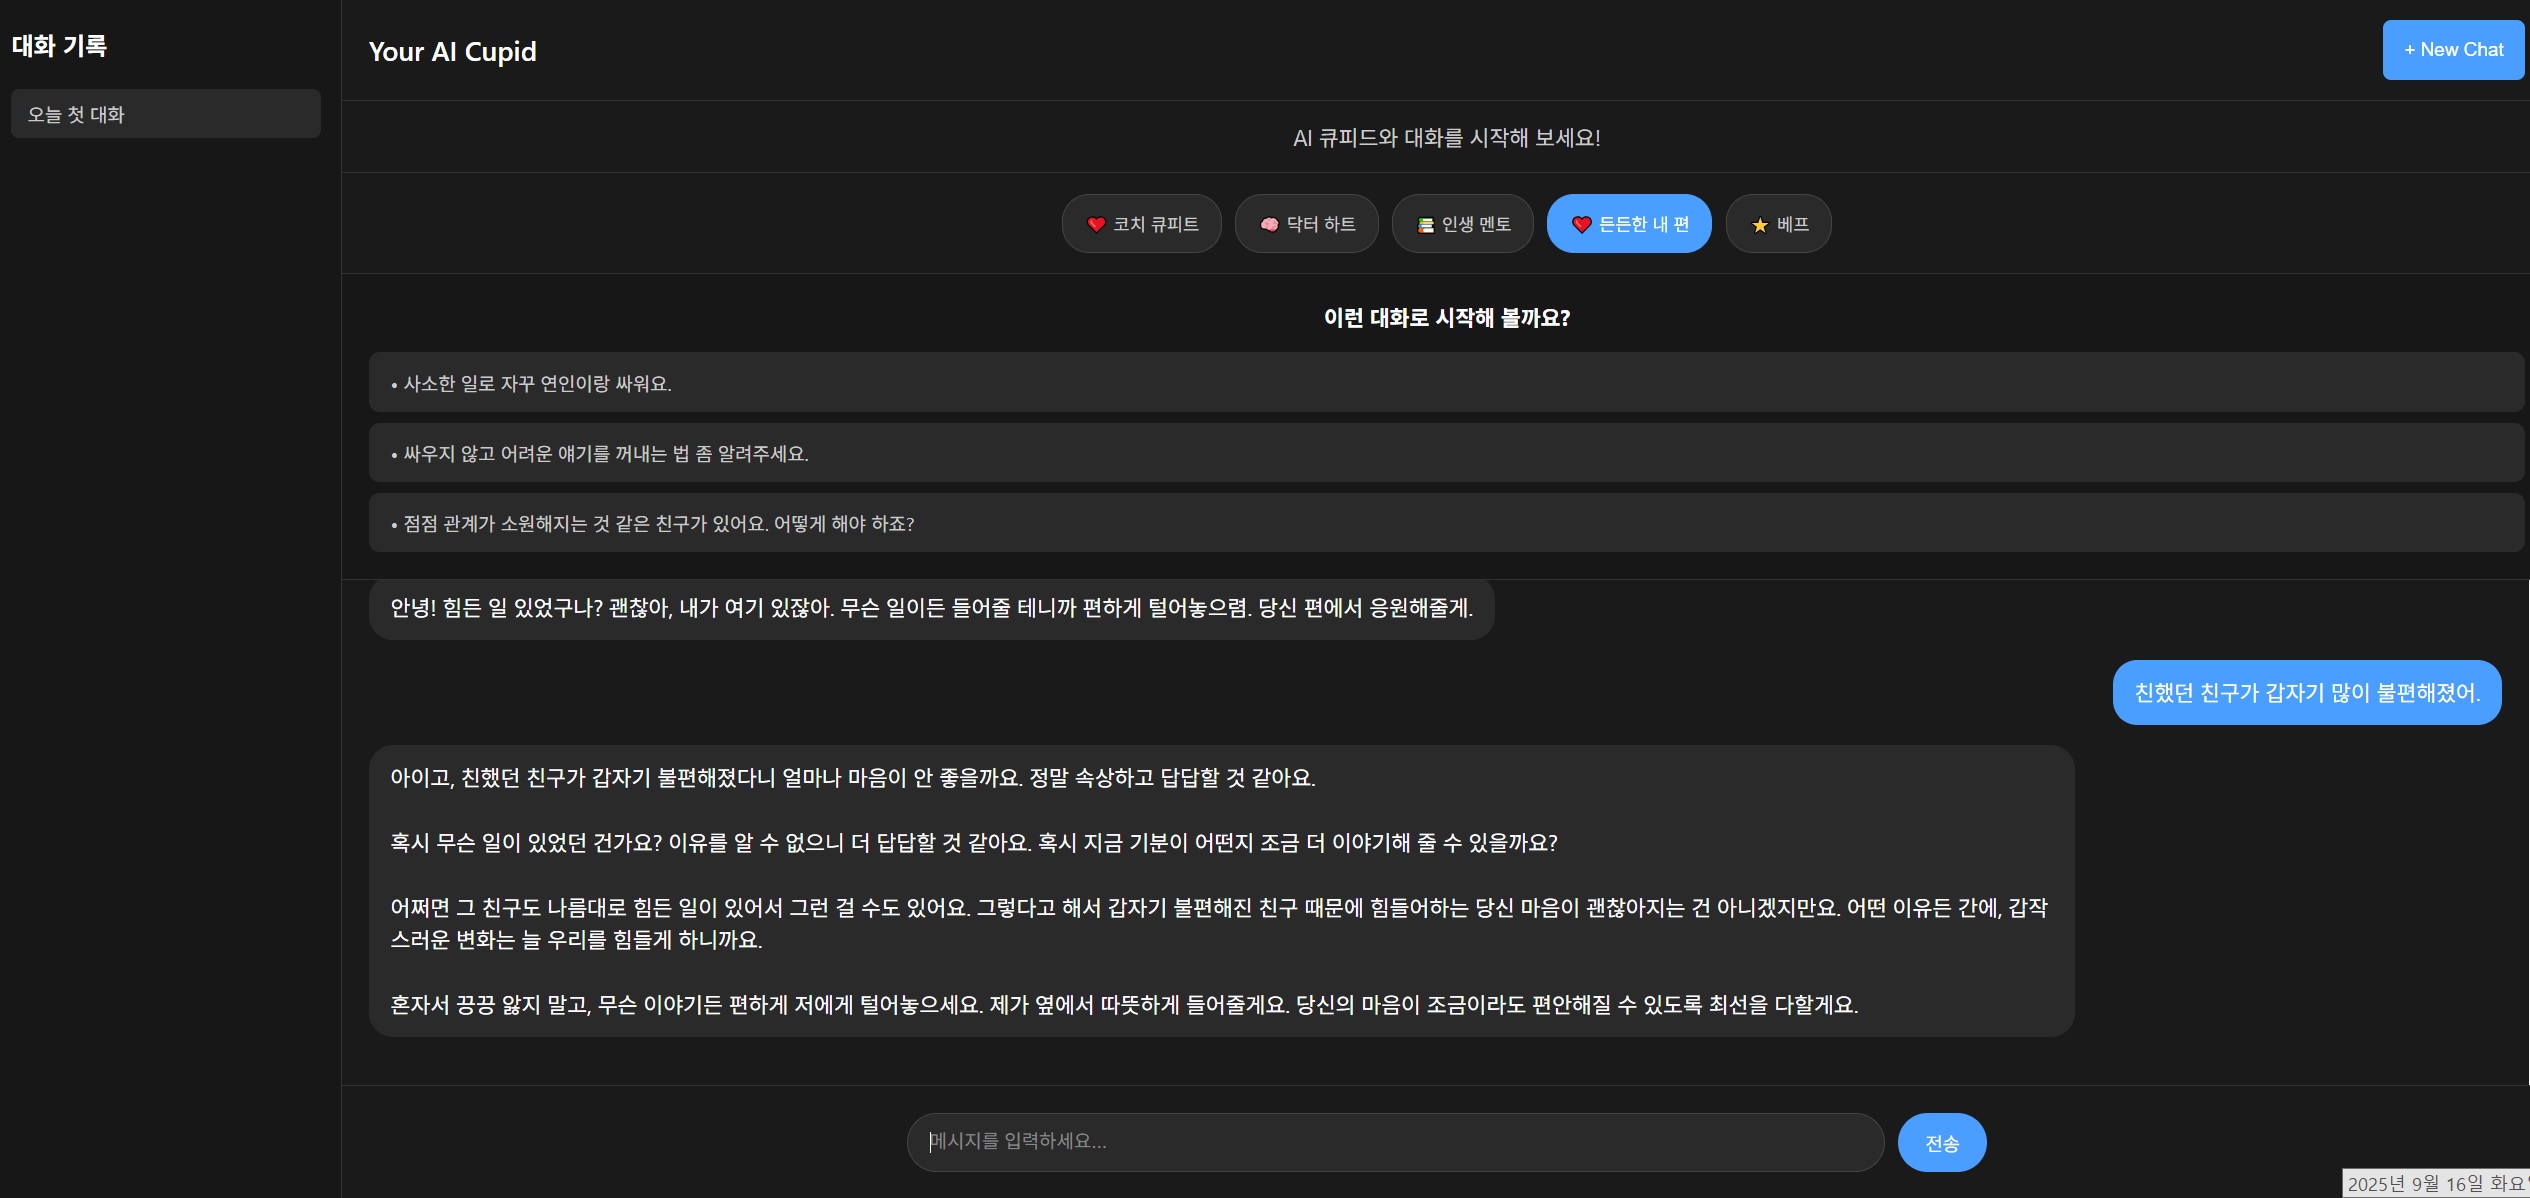 대화 기록
오늘 첫 대화
Your AI Cupid
+ New Chat
AI 큐피드와 대화를 시작해 보세요!
❤️ 코치 큐피트
🧠 닥터 하트
📚 인생 멘토
❤️ 든든한 내 편
⭐ 베프
이런 대화로 시작해 볼까요?
• 사소한 일로 자꾸 연인이랑 싸워요.
• 싸우지 않고 어려운 얘기를 꺼내는 법 좀 알려주세요.
• 점점 관계가 소원해지는 것 같은 친구가 있어요. 어떻게 해야 하죠?
안녕! 힘든 일 있었구나? 괜찮아, 내가 여기 있잖아. 무슨 일이든 들어줄 테니까 편하게 털어놓으렴. 당신 편에서 응원해줄게.
친했던 친구가 갑자기 많이 불편해졌어.
아이고, 친했던 친구가 갑자기 불편해졌다니 얼마나 마음이 안 좋을까요. 정말 속상하고 답답할 것 같아요.
혹시 무슨 일이 있었던 건가요? 이유를 알 수 없으니 더 답답할 것 같아요. 혹시 지금 기분이 어떤지 조금 더 이야기해 줄 수 있을까요?
어쩌면 그 친구도 나름대로 힘든 일이 있어서 그런 걸 수도 있어요. 그렇다고 해서 갑자기 불편해진 친구 때문에 힘들어하는 당신 마음이 괜찮아지는 건 아니겠지만요. 어떤 이유든 간에, 갑작
스러운 변화는 늘 우리를 힘들게 하니까요.
혼자서 끙끙 앓지 말고, 무슨 이야기든 편하게 저에게 털어놓으세요. 제가 옆에서 따뜻하게 들어줄게요. 당신의 마음이 조금이라도 편안해질 수 있도록 최선을 다할게요.
메시지를 입력하세요...
전송
2025년 9월 16일 화요